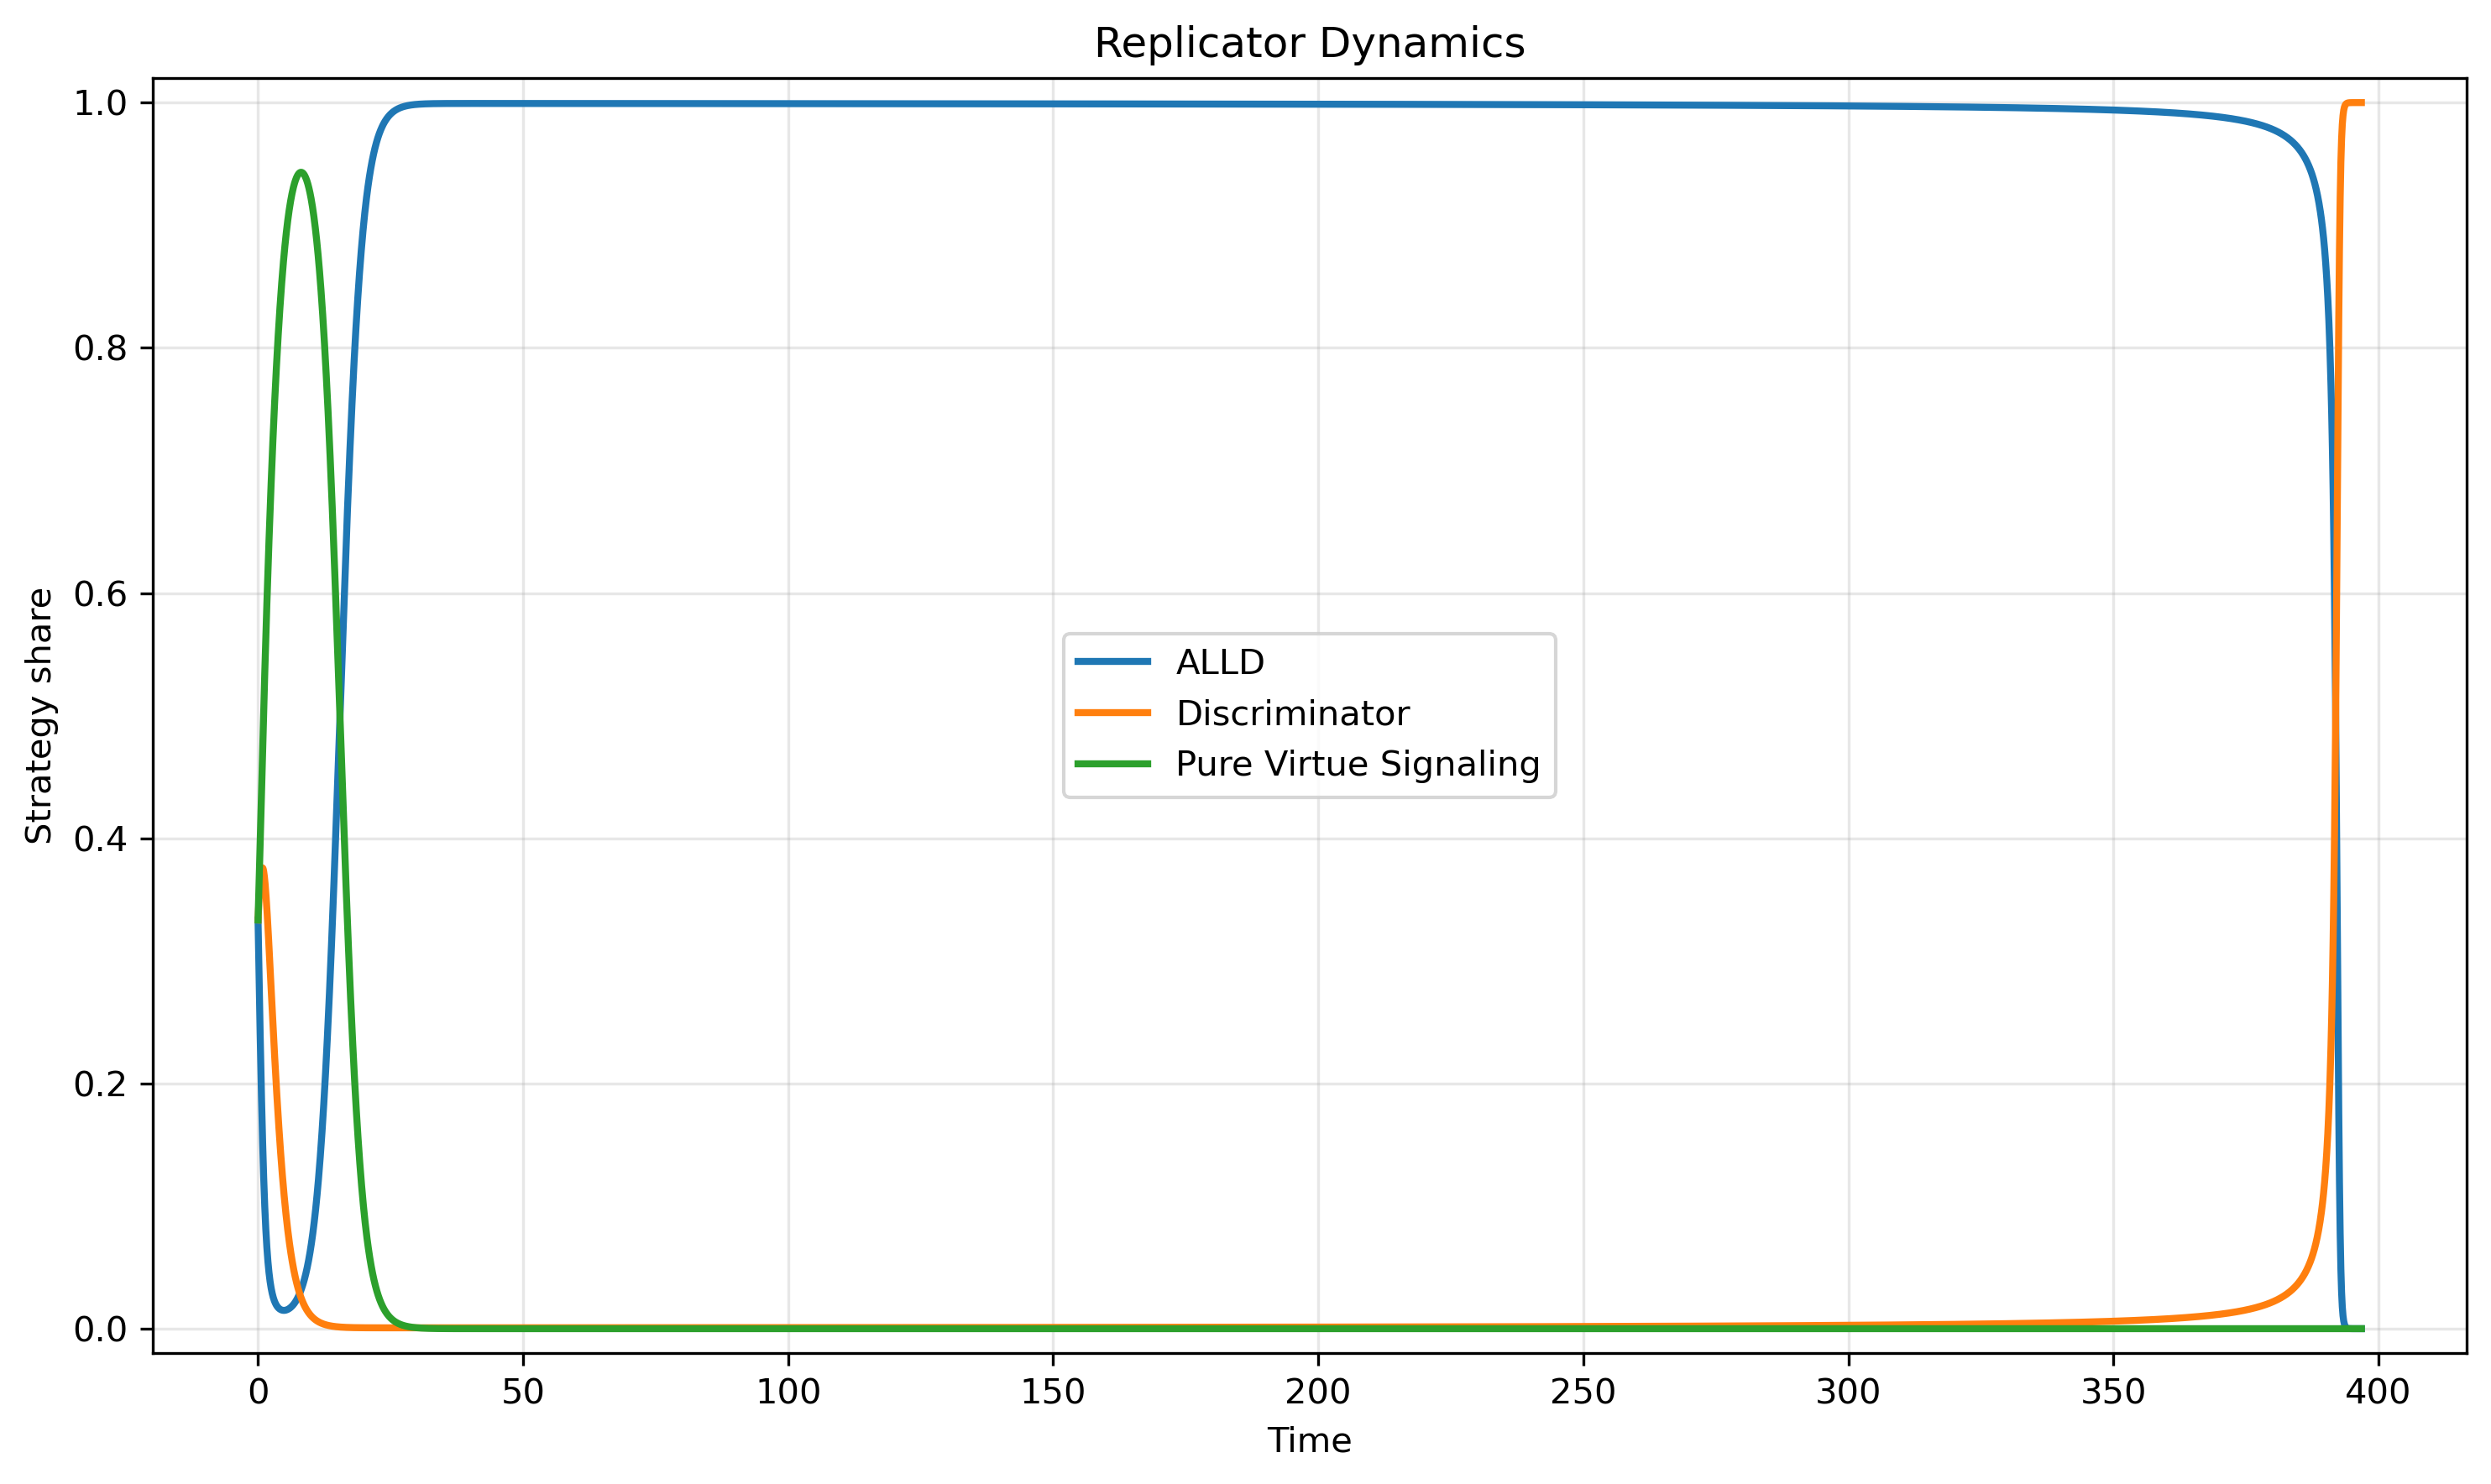 Replicator Dynamics
1.0
0.8
0.6
0.4
0.2
0.0
Strategy share
ALLD
Discriminator
Pure Virtue Signaling
0 50 100 150 200 250 300 350 400
Time